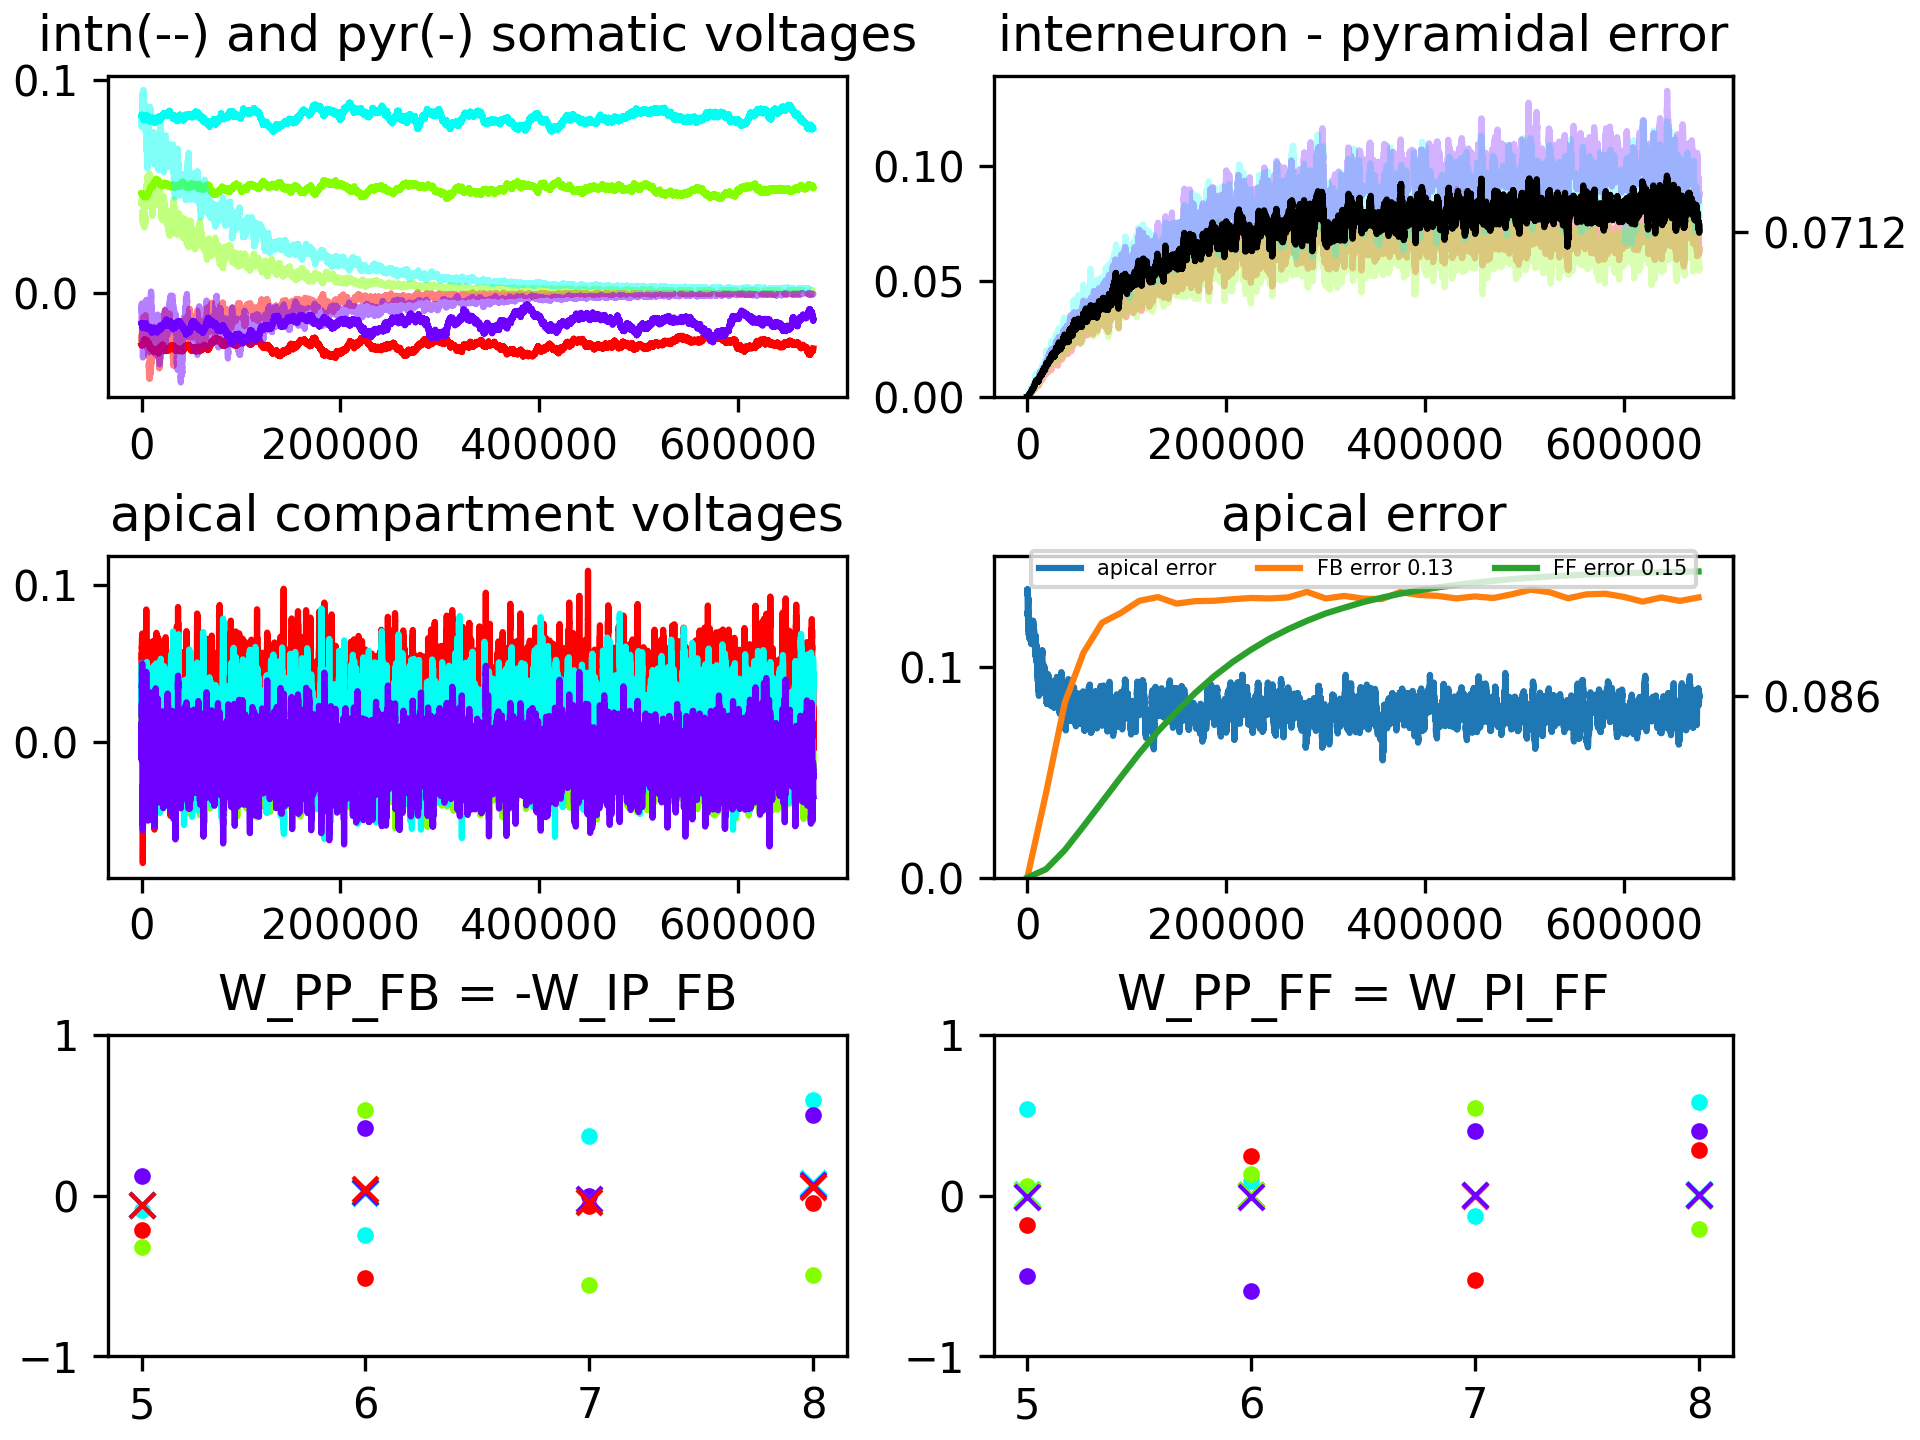 intn(--) and pyr(-) somatic voltages
0.1
0.0
0 200000 400000 600000
interneuron - pyramidal error
0.10
0.05
0.00
0.0712
0 200000 400000 600000
apical compartment voltages
0.1
0.0
0 200000 400000 600000
apical error
apical error FB error 0.13 FF error 0.15
0.1
0.0
0.086
0 200000 400000 600000
W_PP_FB = -W_IP_FB
1
0
−1
5 6 7 8
W_PP_FF = W_PI_FF
1
0
−1
5 6 7 8